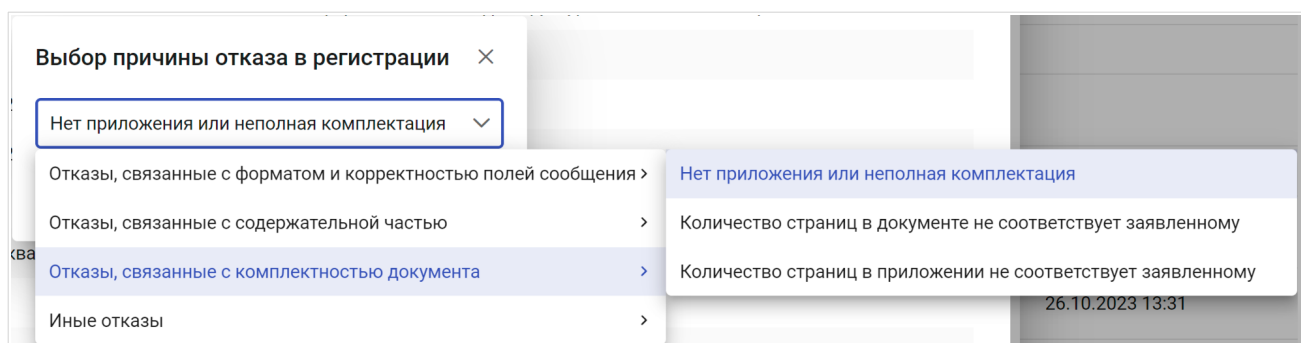 Выбор причины отказа в регистрации
Нет приложения или неполная комплектация
Отказы, связанные с форматом и корректностью полей сообщения
Нет приложения или неполная комплектация
Отказы, связанные с содержательной частью
Количество страниц в документе не соответствует заявленному
ква
Отказы, связанные с комплектностью документа
Количество страниц в приложении не соответствует заявленному
26.10.2023 13:31
Иные отказы